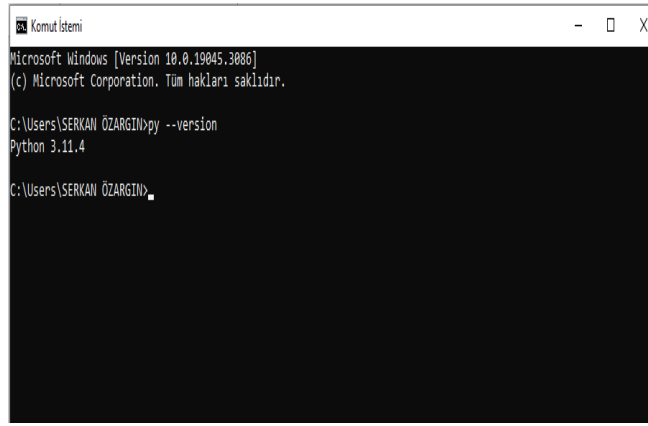 Komut İstemi
Microsoft Windows [Version 10.0.19045.3086]
(c) Microsoft Corporation. Tüm hakları saklıdır.
C:\Users\SERKAN ÖZARGIN>py --version
Python 3.11.4
C:\Users\SERKAN ÖZARGIN>